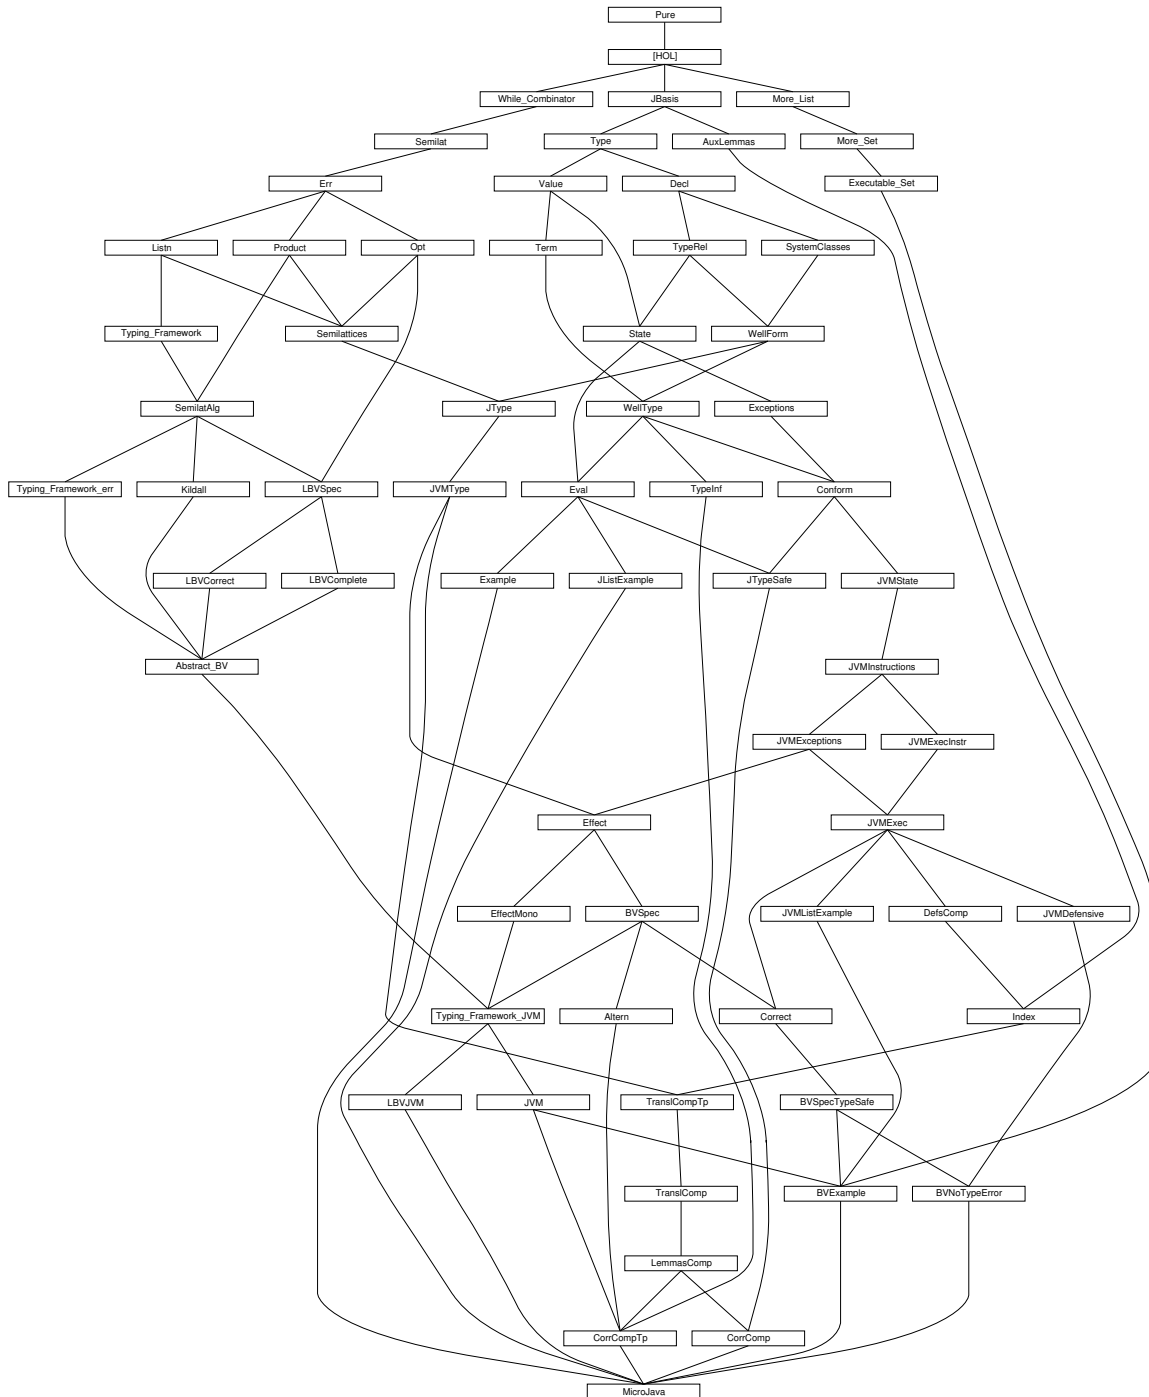 Pure
[HOL]
While_Combinator
JBasis
More_List
Semilat
Type
AuxLemmas
More_Set
Err
Value
Decl
Executable_Set
Listn
Product
Opt
Term
TypeRel
SystemClasses
Typing_Framework
Semilattices
State
WellForm
SemilatAlg
JType
WellType
Exceptions
Typing_Framework_err
Kildall
LBVSpec
JVMType
Eval
TypeInf
Conform
LBVCorrect
LBVComplete
Example
JListExample
JTypeSafe
JVMState
Abstract_BV
JVMInstructions
JVMExceptions
JVMExecInstr
Effect
JVMExec
EffectMono
BVSpec
JVMListExample
DefsComp
JVMDefensive
Typing_Framework_JVM
Altern
Correct
Index
LBVJVM
JVM
TranslCompTp
BVSpecTypeSafe
TranslComp
BVExample
BVNoTypeError
LemmasComp
CorrCompTp
CorrComp
MicroJava